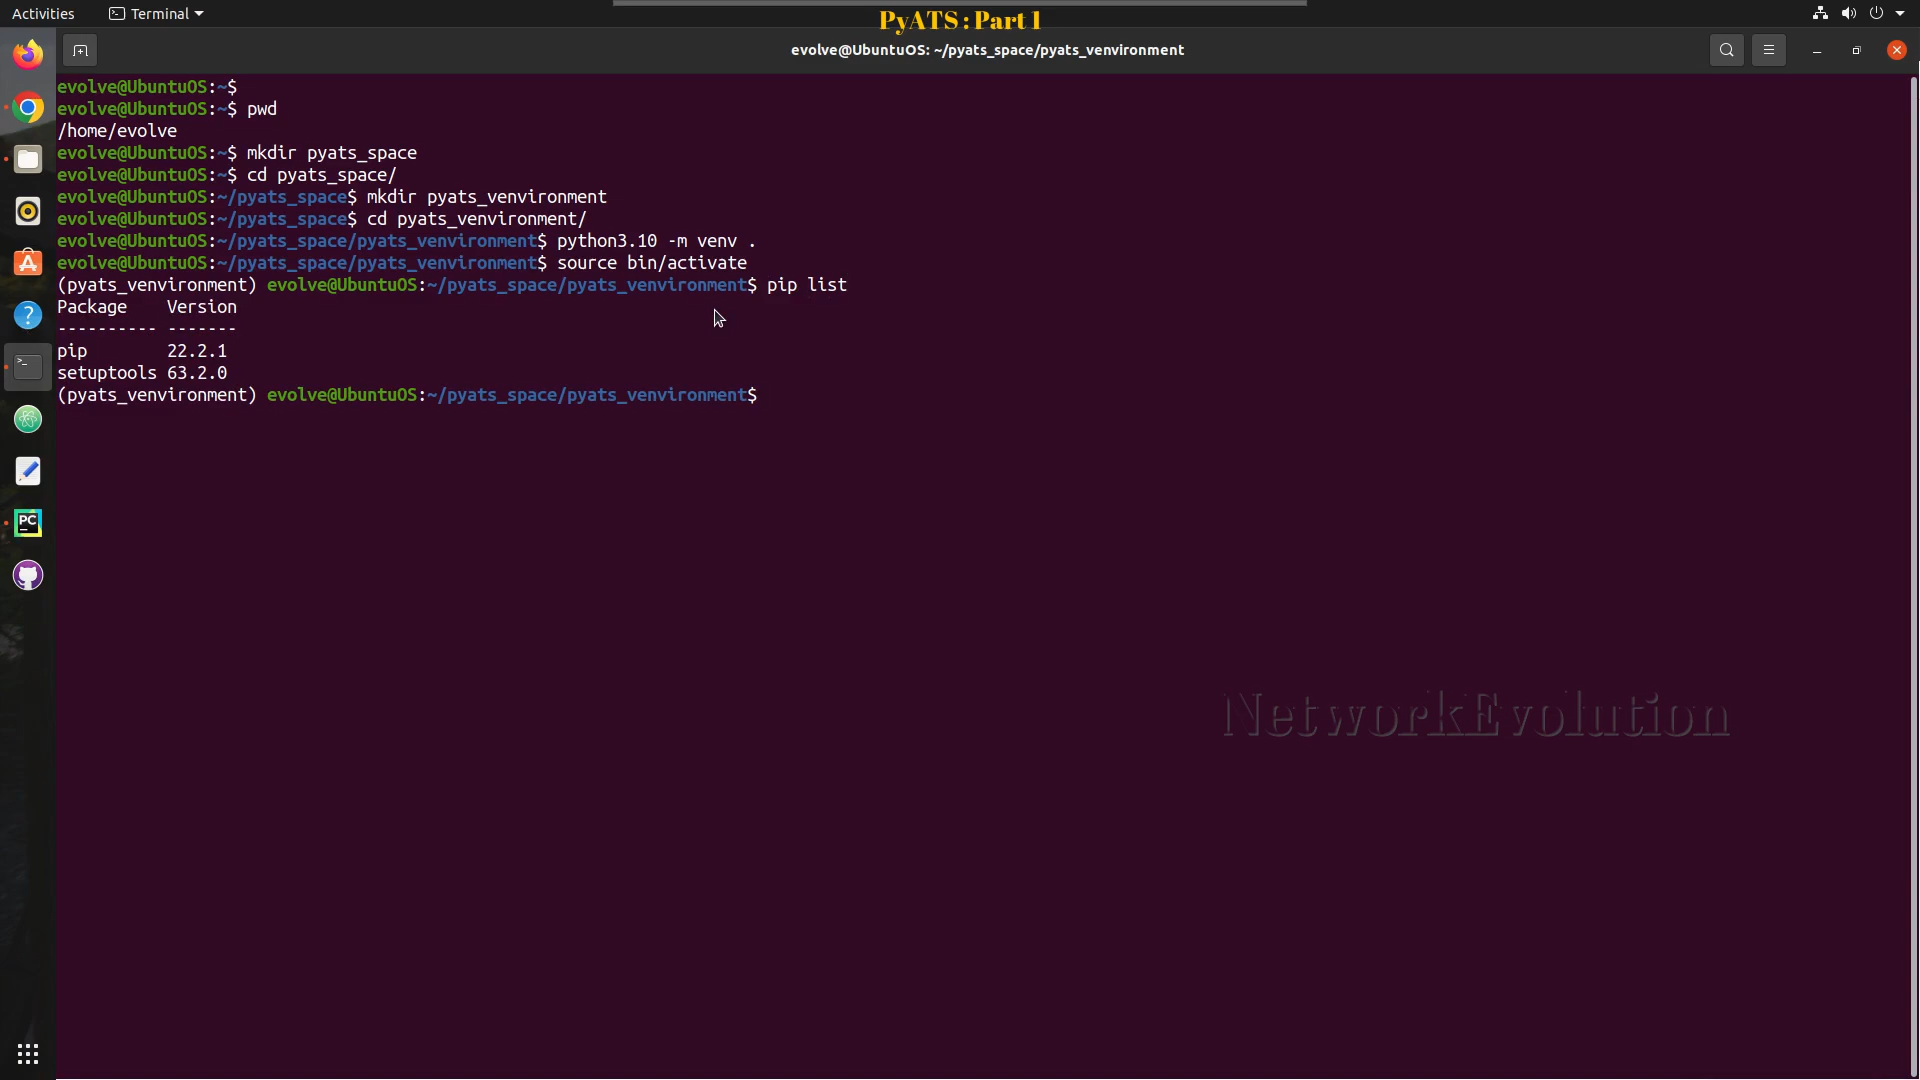 Activities Terminal
PyATS : Part 1
evolve@UbuntuOS: ~/pyats_space/pyats_venvironment
evolve@UbuntuOS:~$
evolve@UbuntuOS:~$ pwd
/home/evolve
evolve@UbuntuOS:~$ mkdir pyats_space
evolve@UbuntuOS:~$ cd pyats_space/
evolve@UbuntuOS:~/pyats_space$ mkdir pyats_venvironment
evolve@UbuntuOS:~/pyats_space$ cd pyats_venvironment/
evolve@UbuntuOS:~/pyats_space/pyats_venvironment$ python3.10 -m venv .
evolve@UbuntuOS:~/pyats_space/pyats_venvironment$ source bin/activate
(pyats_venvironment) evolve@UbuntuOS:~/pyats_space/pyats_venvironment$ pip list
Package    Version
---------- -------
pip        22.2.1
setuptools 63.2.0
(pyats_venvironment) evolve@UbuntuOS:~/pyats_space/pyats_venvironment$
PC
NetworkEvolution